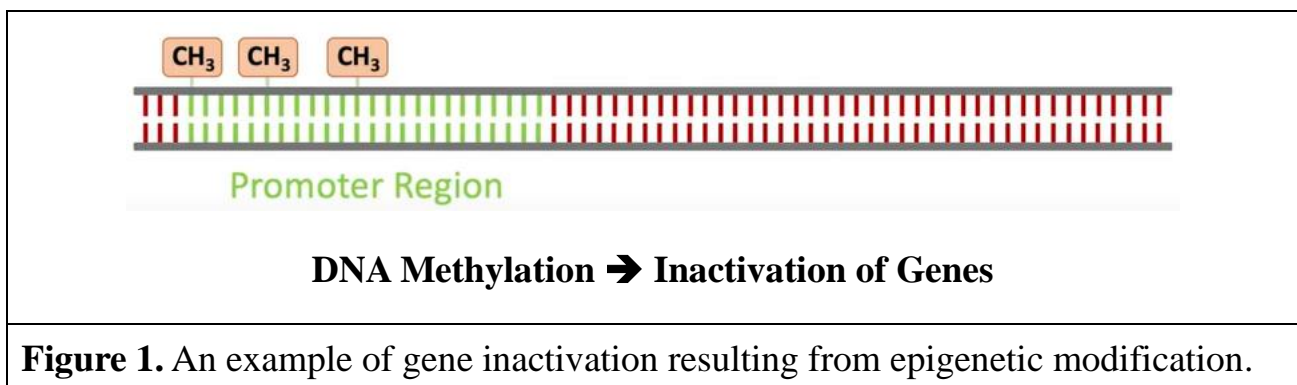 CH₃ CH₃ CH₃
Promoter Region
DNA Methylation ➔ Inactivation of Genes
Figure 1. An example of gene inactivation resulting from epigenetic modification.